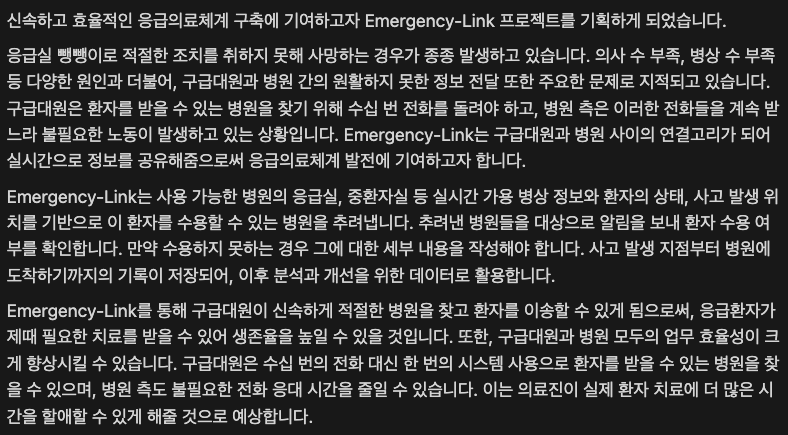 신속하고 효율적인 응급의료체계 구축에 기여하고자 Emergency-Link 프로젝트를 기획하게 되었습니다.
응급실 뺑뺑이로 적절한 조치를 취하지 못해 사망하는 경우가 종종 발생하고 있습니다. 의사 수 부족, 병상 수 부족
등 다양한 원인과 더불어, 구급대원과 병원 간의 원활하지 못한 정보 전달 또한 주요한 문제로 지적되고 있습니다.
구급대원은 환자를 받을 수 있는 병원을 찾기 위해 수십 번 전화를 돌려야 하고, 병원 측은 이러한 전화들을 계속 받
느라 불필요한 노동이 발생하고 있는 상황입니다. Emergency-Link는 구급대원과 병원 사이의 연결고리가 되어
실시간으로 정보를 공유해줌으로써 응급의료체계 발전에 기여하고자 합니다.
Emergency-Link는 사용 가능한 병원의 응급실, 중환자실 등 실시간 가용 병상 정보와 환자의 상태, 사고 발생 위
치를 기반으로 이 환자를 수용할 수 있는 병원을 추려냅니다. 추려낸 병원들을 대상으로 알림을 보내 환자 수용 여
부를 확인합니다. 만약 수용하지 못하는 경우 그에 대한 세부 내용을 작성해야 합니다. 사고 발생 지점부터 병원에
도착하기까지의 기록이 저장되어, 이후 분석과 개선을 위한 데이터로 활용합니다.
Emergency-Link를 통해 구급대원이 신속하게 적절한 병원을 찾고 환자를 이송할 수 있게 됨으로써, 응급환자가
제때 필요한 치료를 받을 수 있어 생존율을 높일 수 있을 것입니다. 또한, 구급대원과 병원 모두의 업무 효율성이 크
게 향상시킬 수 있습니다. 구급대원은 수십 번의 전화 대신 한 번의 시스템 사용으로 환자를 받을 수 있는 병원을 찾
을 수 있으며, 병원 측도 불필요한 전화 응대 시간을 줄일 수 있습니다. 이는 의료진이 실제 환자 치료에 더 많은 시
간을 할애할 수 있게 해줄 것으로 예상합니다.